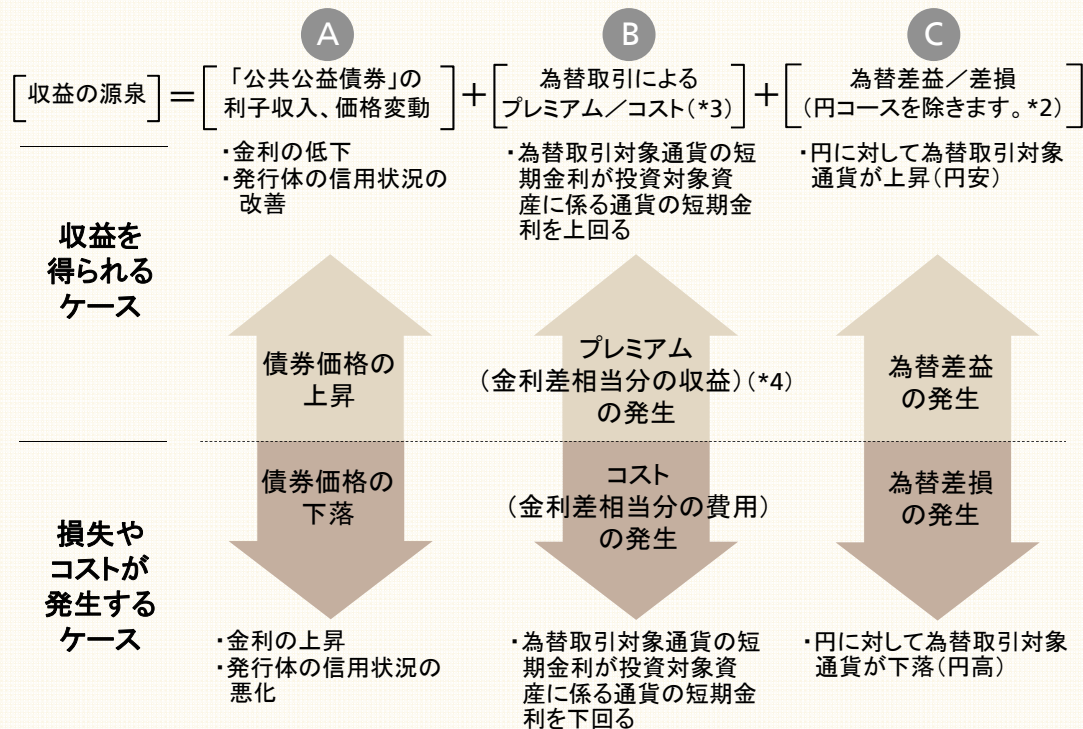 A
B
C
収益の源泉
=
「公共公益債券」の
利子収入、価格変動
+
為替取引による
プレミアム/コスト(*3)
+
為替差益/差損
(円コースを除きます。*2)
・金利の低下
・発行体の信用状況の
改善
・為替取引対象通貨の短
期金利が投資対象資
産に係る通貨の短期金
利を上回る
・円に対して為替取引対象
通貨が上昇(円安)
収益を
得られる
ケース
債券価格の
上昇
プレミアム
(金利差相当分の収益)(*4)
の発生
為替差益
の発生
損失や
コストが
発生する
ケース
債券価格の
下落
コスト
(金利差相当分の費用)
の発生
為替差損
の発生
・金利の上昇
・発行体の信用状況の
悪化
・為替取引対象通貨の短
期金利が投資対象資
産に係る通貨の短期金
利を下回る
・円に対して為替取引対象
通貨が下落(円高)